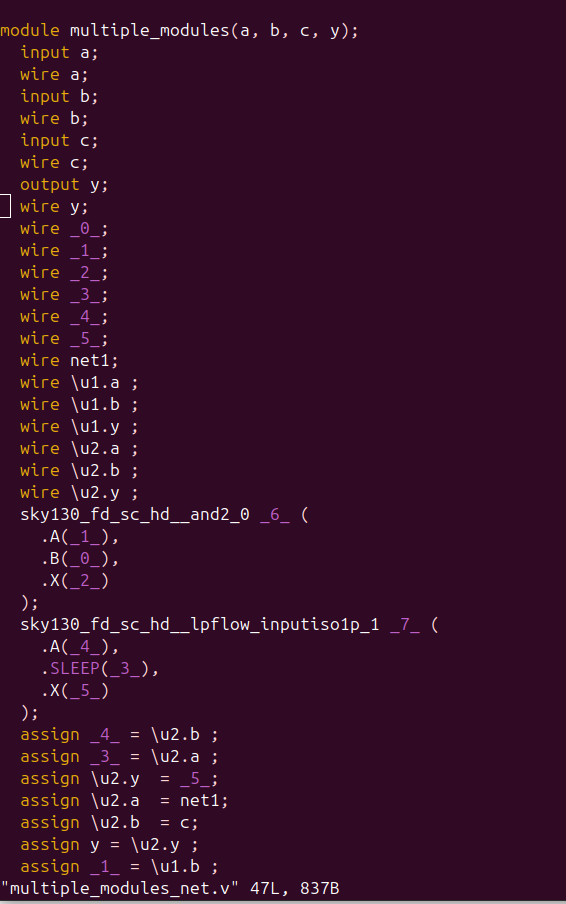 module multiple_modules(a, b, c, y);
  input a;
  wire a;
  input b;
  wire b;
  input c;
  wire c;
  output y;
  wire y;
  wire _0_;
  wire _1_;
  wire _2_;
  wire _3_;
  wire _4_;
  wire _5_;
  wire net1;
  wire \u1.a ;
  wire \u1.b ;
  wire \u1.y ;
  wire \u2.a ;
  wire \u2.b ;
  wire \u2.y ;
  sky130_fd_sc_hd__and2_0 _6_ (
    .A(_1_),
    .B(_0_),
    .X(_2_)
  );
  sky130_fd_sc_hd__lpflow_inputiso1p_1 _7_ (
    .A(_4_),
    .SLEEP(_3_),
    .X(_5_)
  );
  assign _4_ = \u2.b ;
  assign _3_ = \u2.a ;
  assign \u2.y  = _5_;
  assign \u2.a  = net1;
  assign \u2.b  = c;
  assign y = \u2.y ;
  assign _1_ = \u1.b ;
"multiple_modules_net.v" 47L, 837B